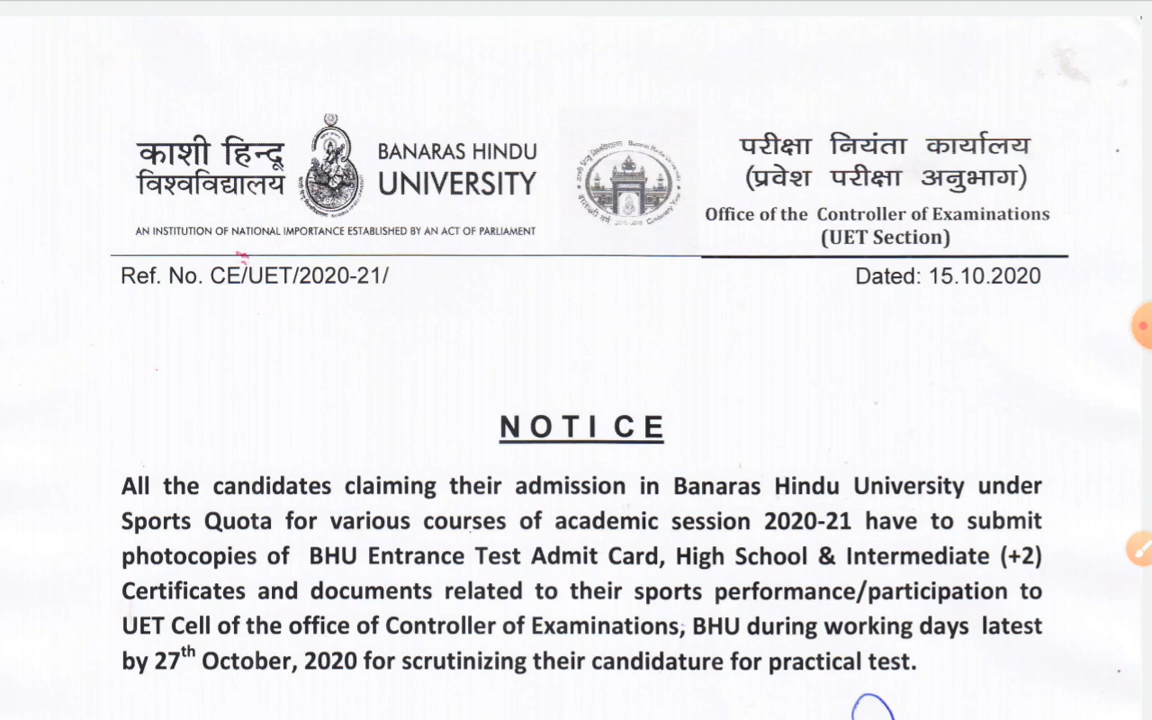 काशी हिन्दू
विश्वविद्यालय
BANARAS HINDU
UNIVERSITY
AN INSTITUTION OF NATIONAL IMPORTANCE ESTABLISHED BY AN ACT OF PARLIAMENT
परीक्षा नियंता कार्यालय
(प्रवेश परीक्षा अनुभाग)
Office of the Controller of Examinations
(UET Section)
Ref. No. CE/UET/2020-21/
Dated: 15.10.2020
NOTICE
All the candidates claiming their admission in Banaras Hindu University under
Sports Quota for various courses of academic session 2020-21 have to submit
photocopies of BHU Entrance Test Admit Card, High School & Intermediate (+2)
Certificates and documents related to their sports performance/participation to
UET Cell of the office of Controller of Examinations, BHU during working days latest
by 27th October, 2020 for scrutinizing their candidature for practical test.